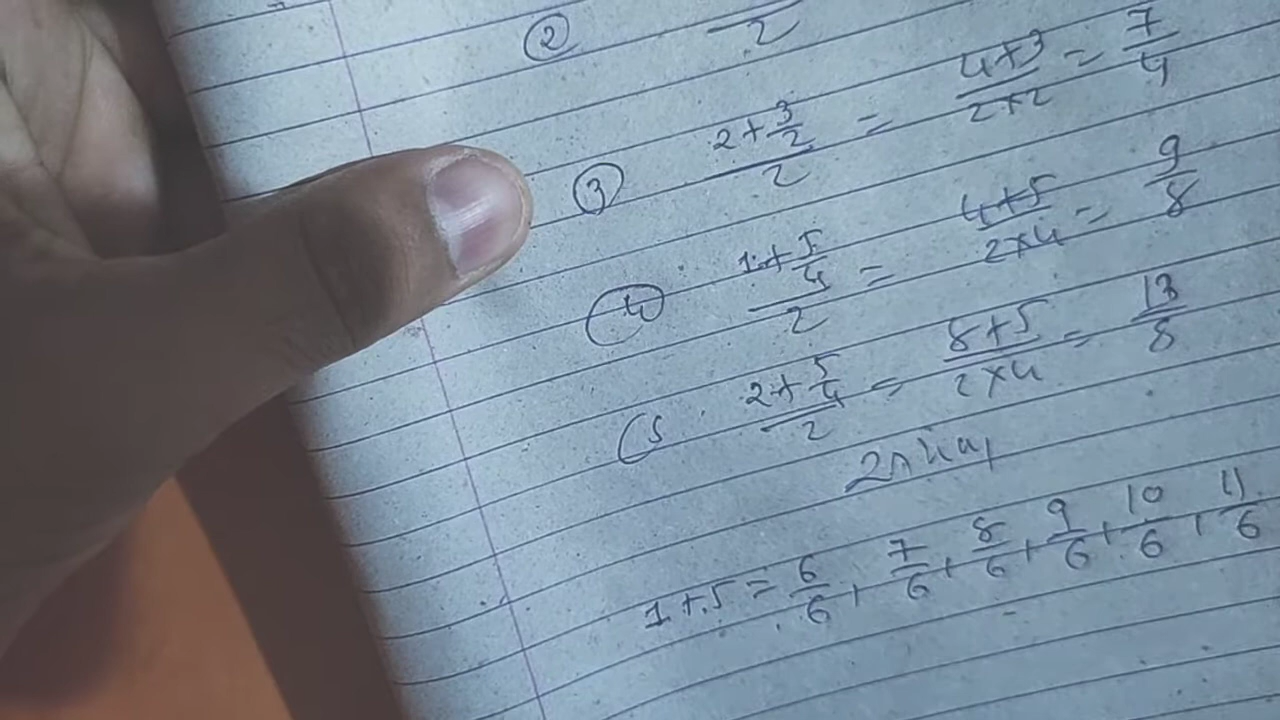 ② /2
③ (2+3/2)/2 = (4+3)/(2×2) = 7/4
④ (1+5/4)/2 = (4+5)/(2×4) = 9/8
(5 (2+5/4)/2 = (8+5)/(2×4) = 13/8
1+5 = 6/6, 7/6, 8/6, 9/6, 10/6, 11/6